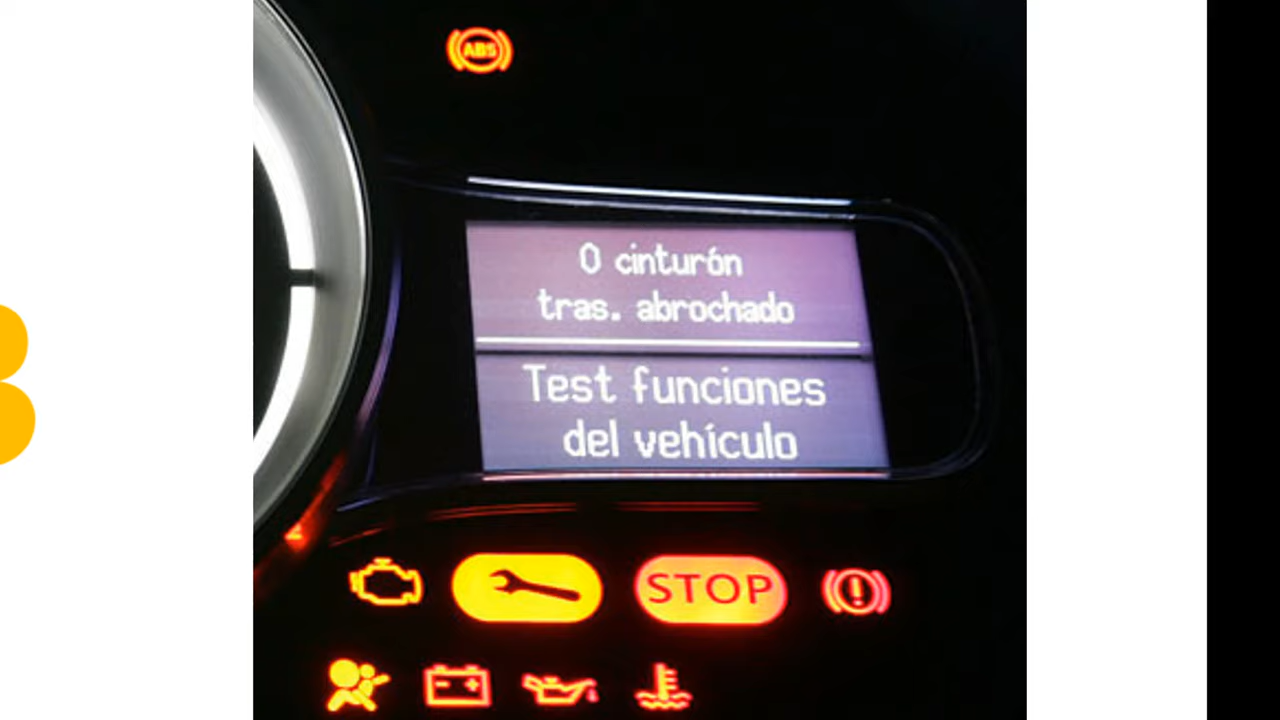 ABS
0 cinturón
tras. abrochado
Test funciones
del vehículo
STOP